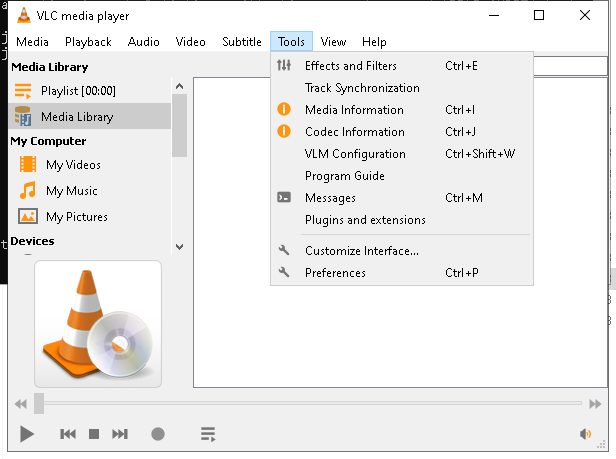 VLC media player
Media Playback Audio Video Subtitle Tools View Help
Media Library
Playlist [00:00]
Media Library
My Computer
My Videos
My Music
My Pictures
Devices
Effects and Filters Ctrl+E
Track Synchronization
Media Information Ctrl+I
Codec Information Ctrl+J
VLM Configuration Ctrl+Shift+W
Program Guide
Messages Ctrl+M
Plugins and extensions
Customize Interface...
Preferences Ctrl+P